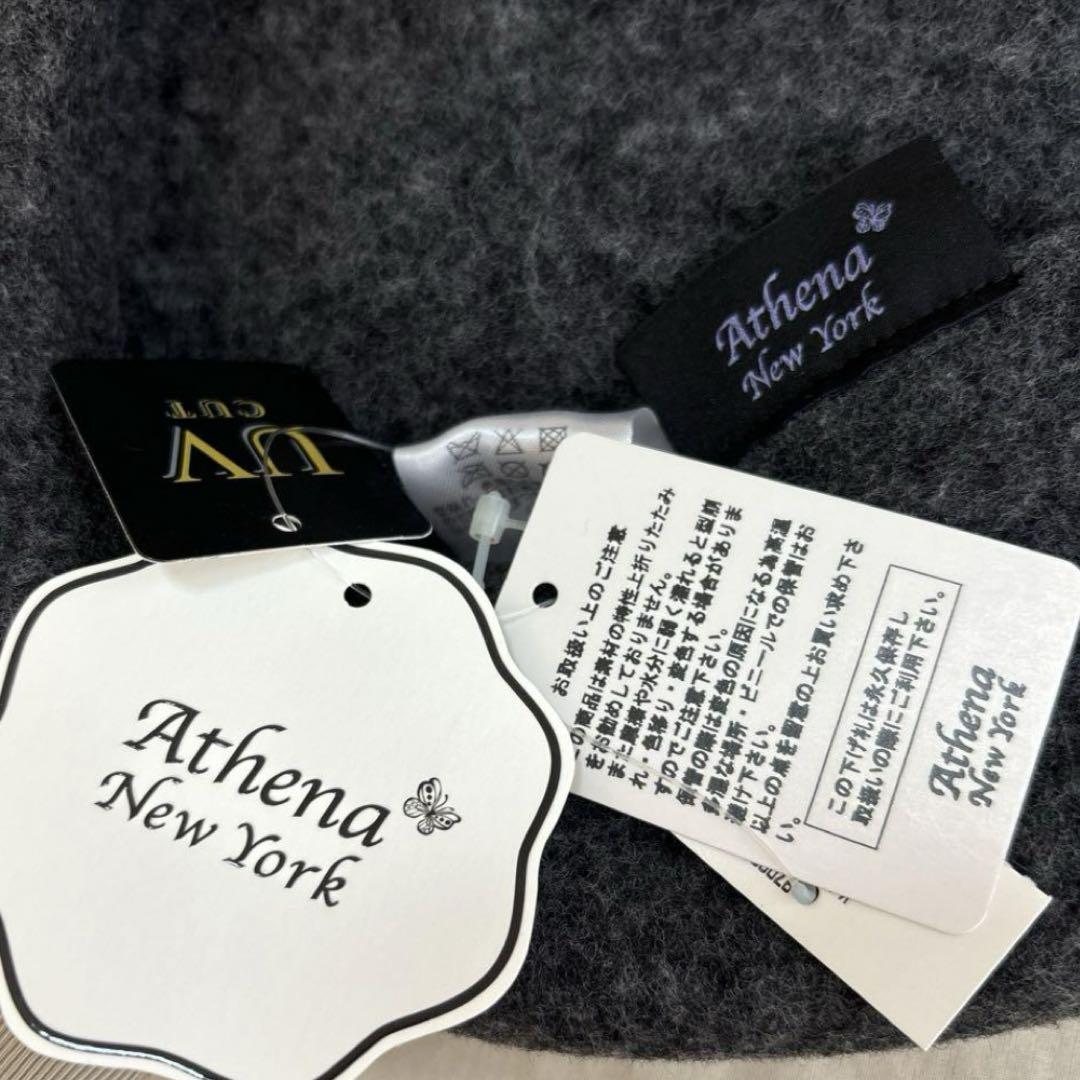 Athena
New York
UV
CUT
Athena
New York
お取扱い上のご注意
この商品は素材の特性上折りたたみ
をお勧めしておりません。
また摩擦や水分に弱く濡れると型崩
れ・色移り・変色する場合がありま
すのでご注意下さい。
保管の際は変色の原因になる為高温
多湿な場所・ビニールでの保管はお
避け下さい。
以上の点を留意の上お買い求め下さ
い。
この下げ札は永久保存し
取扱いの際にご利用下さい。
Athena
New York